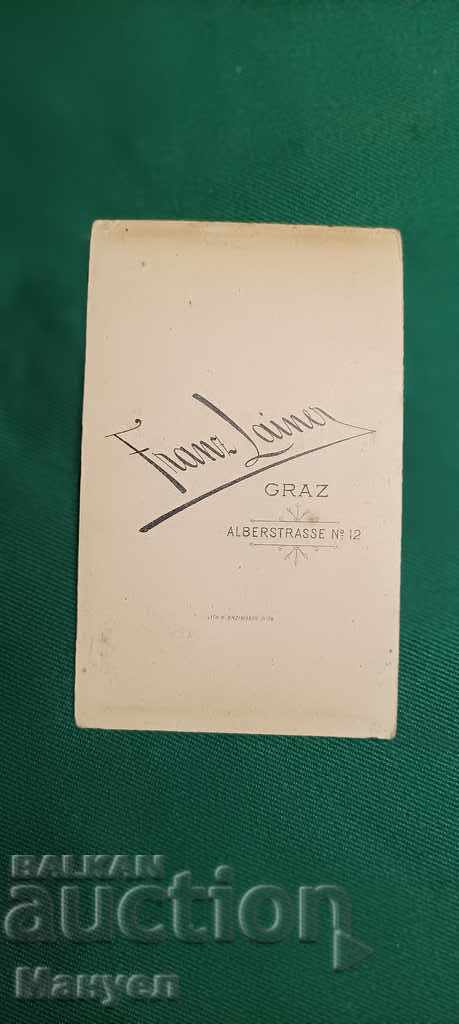 Franz Lainer
GRAZ
ALBERSTRASSE No 12
BALKAN
auction
Мануел